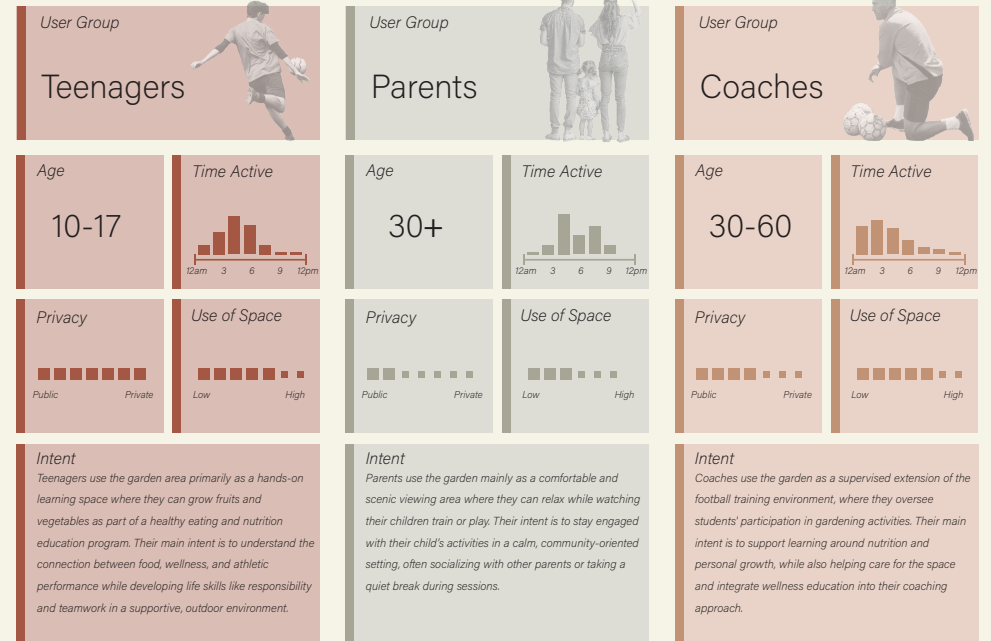 User Group
Teenagers
Age
10-17
Time Active
12am 3 6 9 12pm
Privacy
Public Private
Use of Space
Low High
Intent
Teenagers use the garden area primarily as a hands-on
learning space where they can grow fruits and
vegetables as part of a healthy eating and nutrition
education program. Their main intent is to understand the
connection between food, wellness, and athletic
performance while developing life skills like responsibility
and teamwork in a supportive, outdoor environment.
User Group
Parents
Age
30+
Time Active
12am 3 6 9 12pm
Privacy
Public Private
Use of Space
Low High
Intent
Parents use the garden mainly as a comfortable and
scenic viewing area where they can relax while watching
their children train or play. Their intent is to stay engaged
with their child's activities in a calm, community-oriented
setting, often socializing with other parents or taking a
quiet break during sessions.
User Group
Coaches
Age
30-60
Time Active
12am 3 6 9 12pm
Privacy
Public Private
Use of Space
Low High
Intent
Coaches use the garden as a supervised extension of the
football training environment, where they oversee
students' participation in gardening activities. Their main
intent is to support learning around nutrition and
personal growth, while also helping care for the space
and integrate wellness education into their coaching
approach.